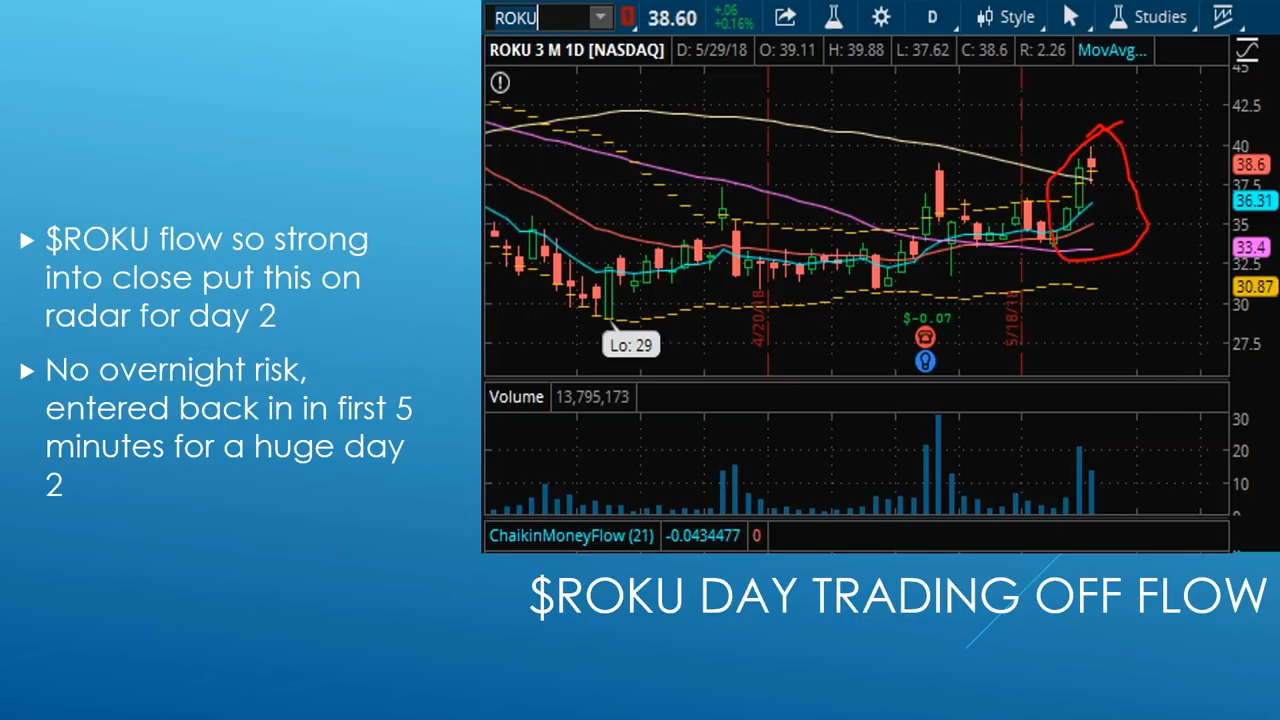 ROKU
38.60
+.06
+0.16%
D
Style
Studies
ROKU 3 M 1D [NASDAQ]
D: 5/29/18
O: 39.11
H: 39.88
L: 37.62
C: 38.6
R: 2.26
MovAvg...
45
42.5
40
38.6
37.5
36.31
35
33.4
32.5
30.87
30
27.5
4/20/18
5/18/18
$-0.07
Lo: 29
Volume
13,795,173
30
20
10
0
ChaikinMoneyFlow (21)
-0.0434477
0
$ROKU flow so strong
into close put this on
radar for day 2
No overnight risk,
entered back in in first 5
minutes for a huge day
2
$ROKU DAY TRADING OFF FLOW